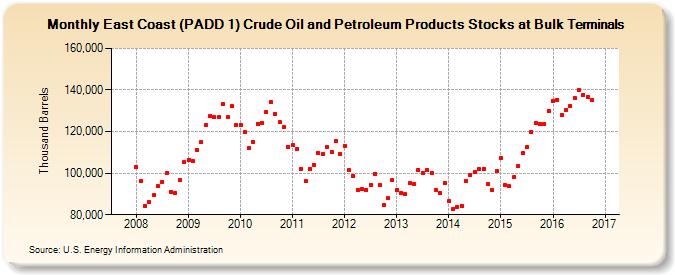 Monthly East Coast (PADD 1) Crude Oil and Petroleum Products Stocks at Bulk Terminals
Thousand Barrels
160,000
140,000
120,000
100,000
80,000
2008 2009 2010 2011 2012 2013 2014 2015 2016 2017
Source: U.S. Energy Information Administration